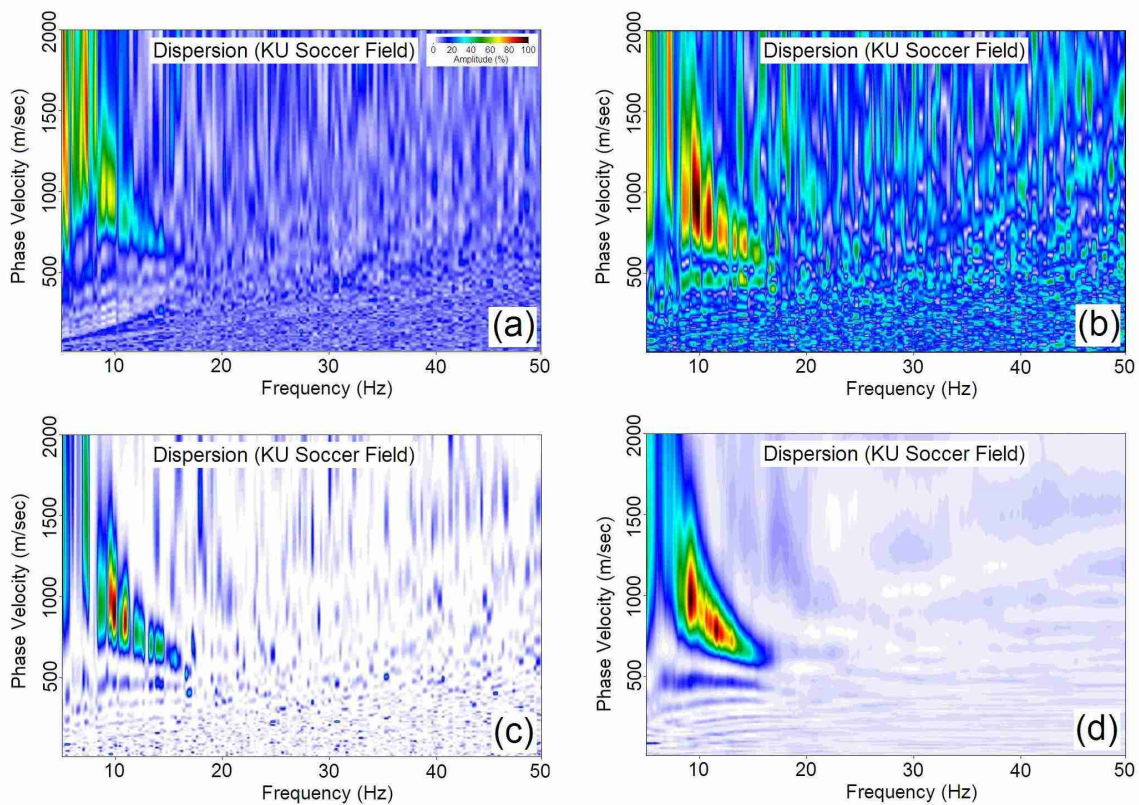 2000
1500
1000
500
Phase Velocity (m/sec)
Dispersion (KU Soccer Field)
0 20 40 60 80 100
Amplitude (%)
(a)
10 20 30 40 50
Frequency (Hz)
2000
1500
1000
500
Phase Velocity (m/sec)
Dispersion (KU Soccer Field)
(b)
10 20 30 40 50
Frequency (Hz)
2000
1500
1000
500
Phase Velocity (m/sec)
Dispersion (KU Soccer Field)
(c)
10 20 30 40 50
Frequency (Hz)
2000
1500
1000
500
Phase Velocity (m/sec)
Dispersion (KU Soccer Field)
(d)
10 20 30 40 50
Frequency (Hz)